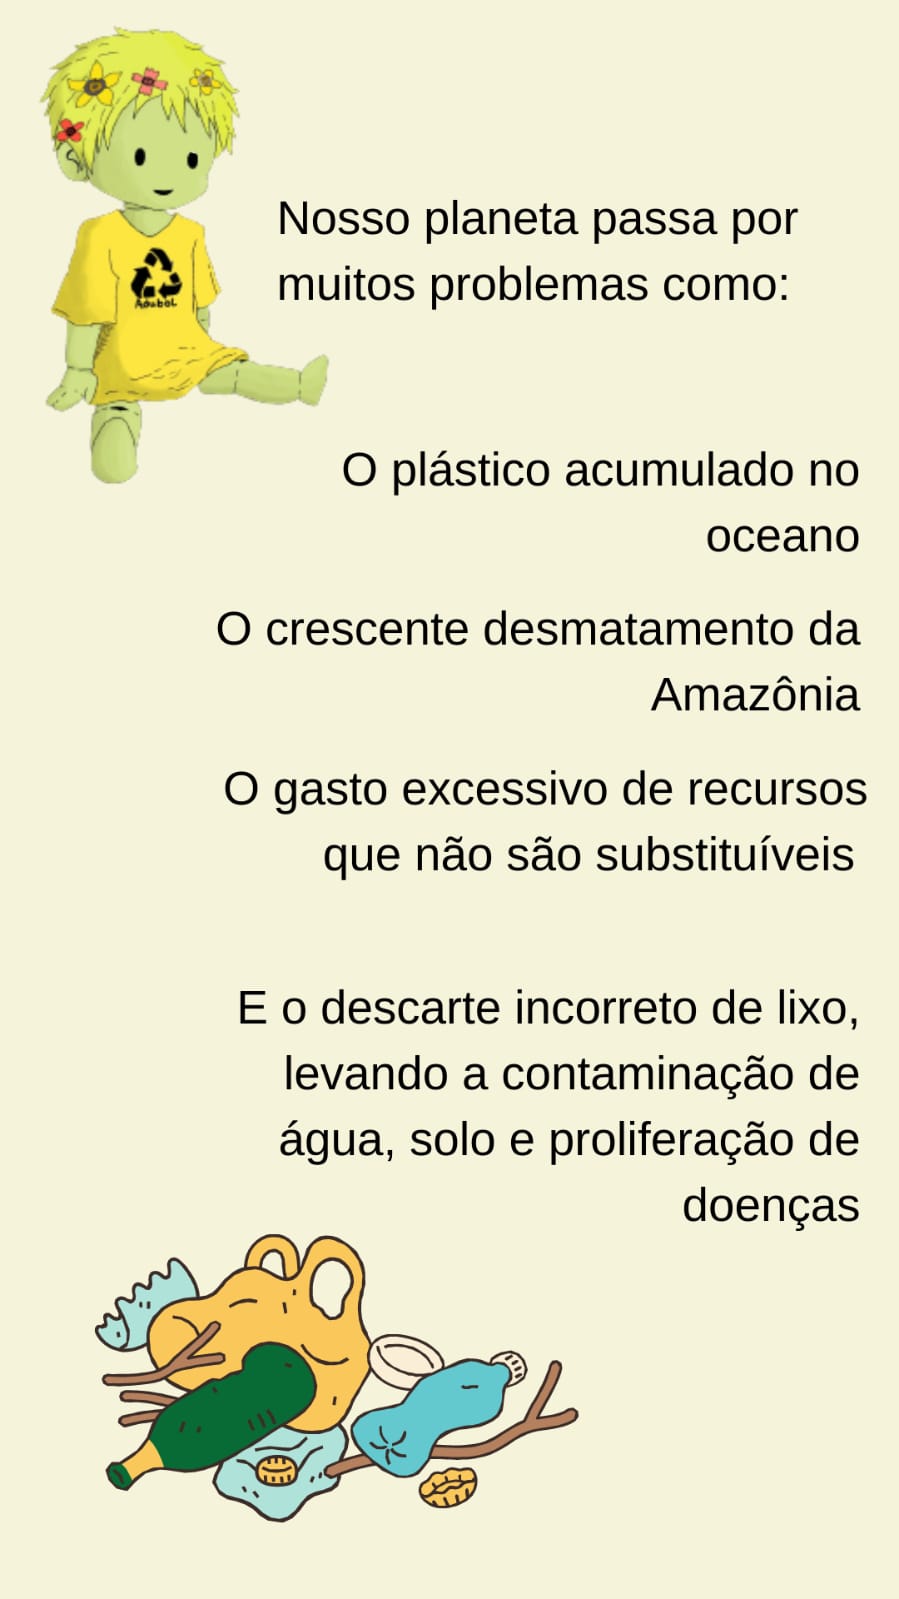 Adubol
Nosso planeta passa por
muitos problemas como:
O plástico acumulado no
oceano
O crescente desmatamento da
Amazônia
O gasto excessivo de recursos
que não são substituíveis
E o descarte incorreto de lixo,
levando a contaminação de
água, solo e proliferação de
doenças